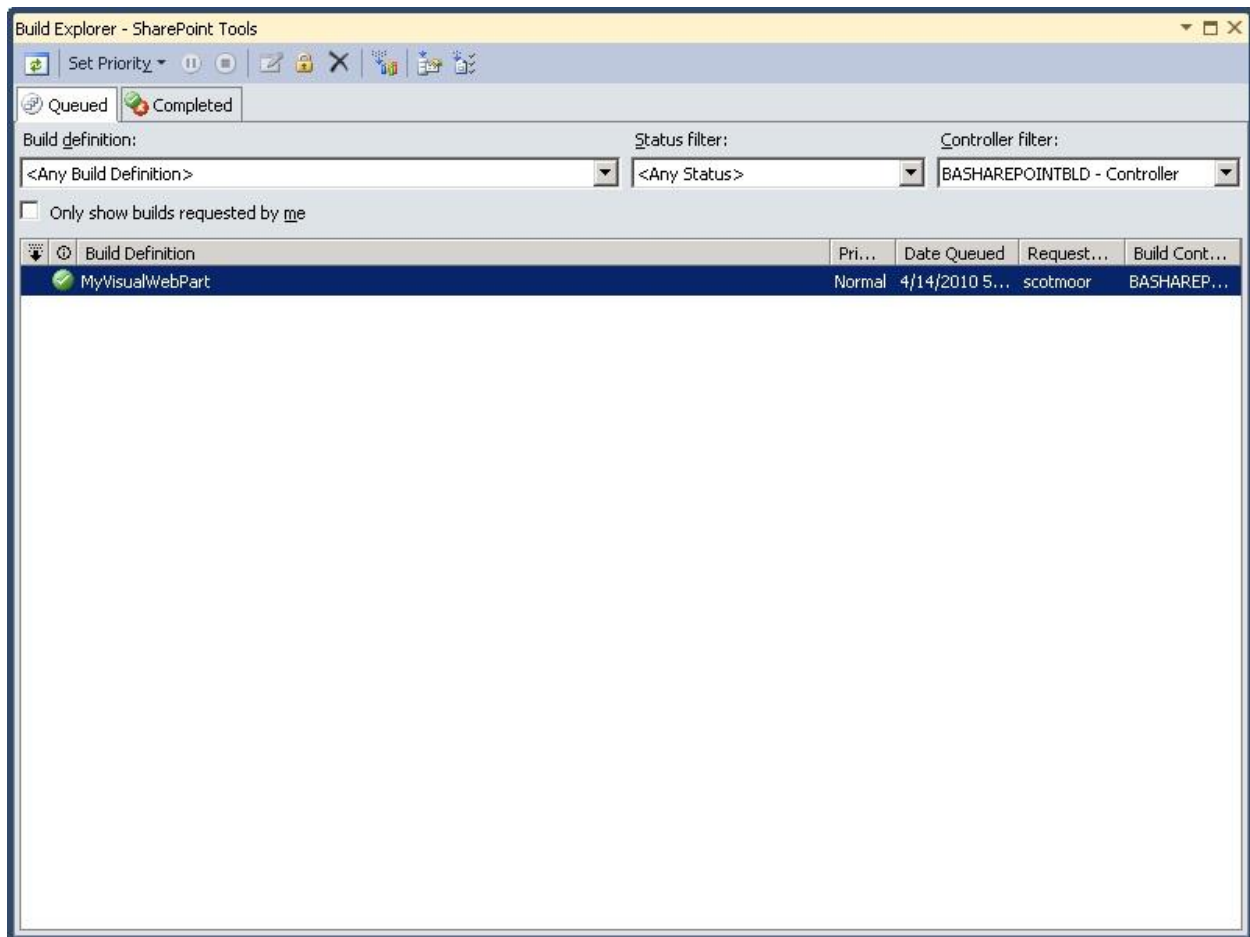 Build Explorer - SharePoint Tools
Set Priority
Queued Completed
Build definition: Status filter: Controller filter:
<Any Build Definition> <Any Status> BASHAREPOINTBLD - Controller
Only show builds requested by me
Build Definition Pri... Date Queued Request... Build Cont...
MyVisualWebPart Normal 4/14/2010 5... scotmoor BASHAREP...